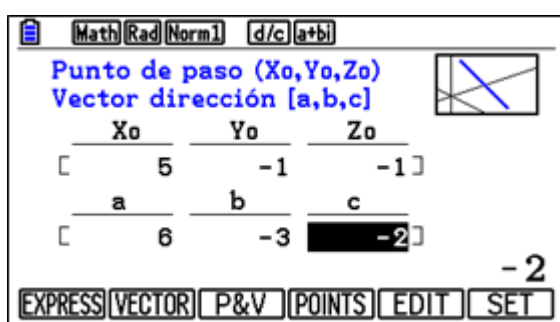 Math Rad Norm1 d/c a+bi
Punto de paso (Xo,Yo,Zo)
Vector dirección [a,b,c]
Xo Yo Zo
[ 5 -1 -1 ]
a b c
[ 6 -3 -2 ]
-2
EXPRESS VECTOR P&V POINTS EDIT SET